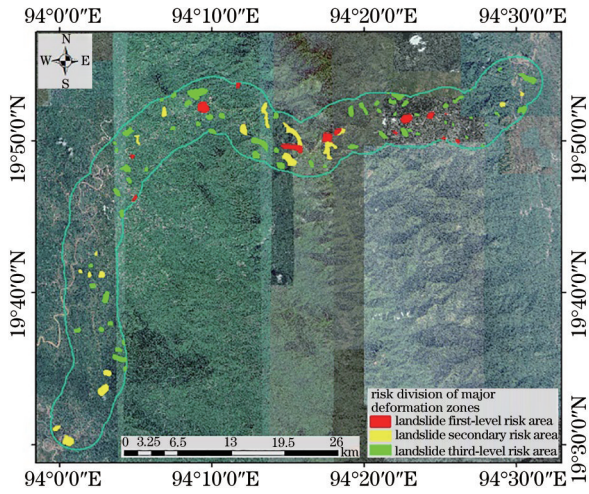 94°0′0″E 94°10′0″E 94°20′0″E 94°30′0″E
N
W E
S
19°50′0″N
19°50′0″N
19°40′0″N
19°40′0″N
19°30′0″N
risk division of major
deformation zones
landslide first-level risk area
landslide secondary risk area
landslide third-level risk area
0 3.25 6.5 13 19.5 26
km
94°0′0″E 94°10′0″E 94°20′0″E 94°30′0″E